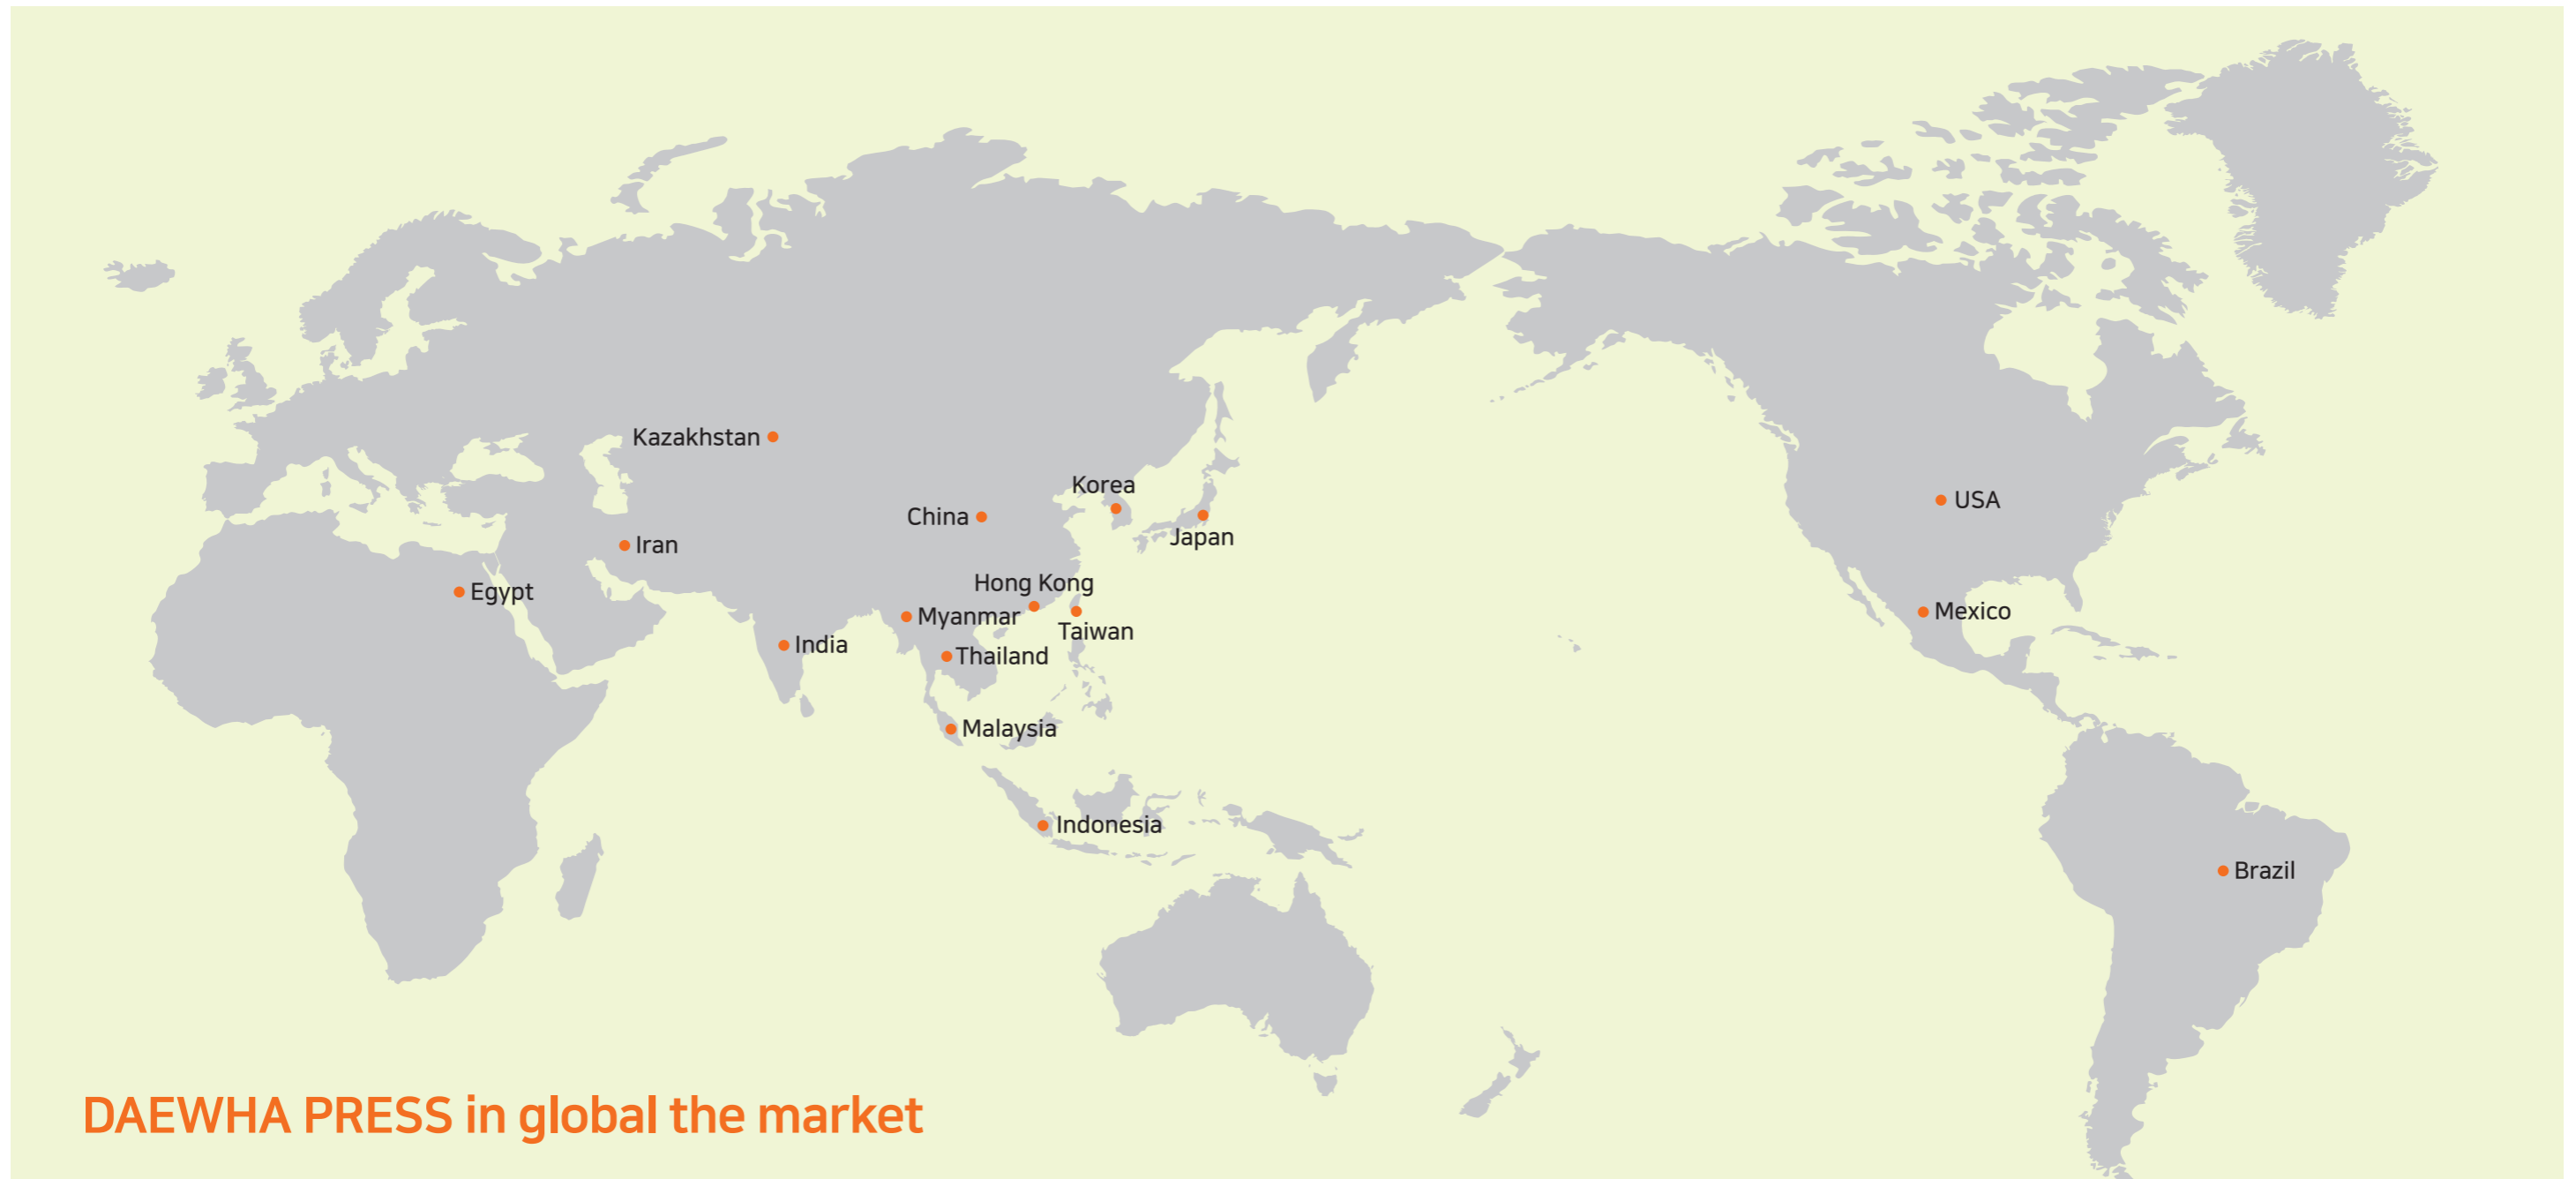 Kazakhstan
Korea
China
USA
Japan
Iran
Hong Kong
Egypt
Myanmar
Mexico
Taiwan
India
Thailand
Malaysia
Indonesia
Brazil
DAEWHA PRESS in global the market